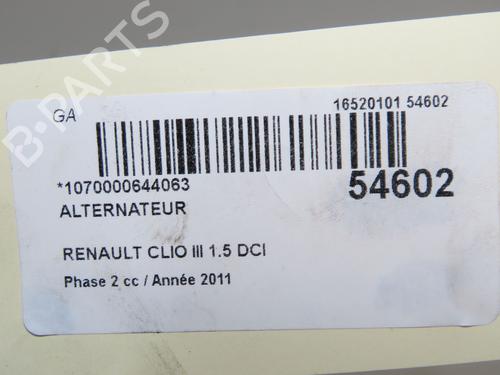 GA
16520101 54602
*1070000644063
54602
ALTERNATEUR
RENAULT CLIO III 1.5 DCI
Phase 2 cc / Année 2011
B-PARTS